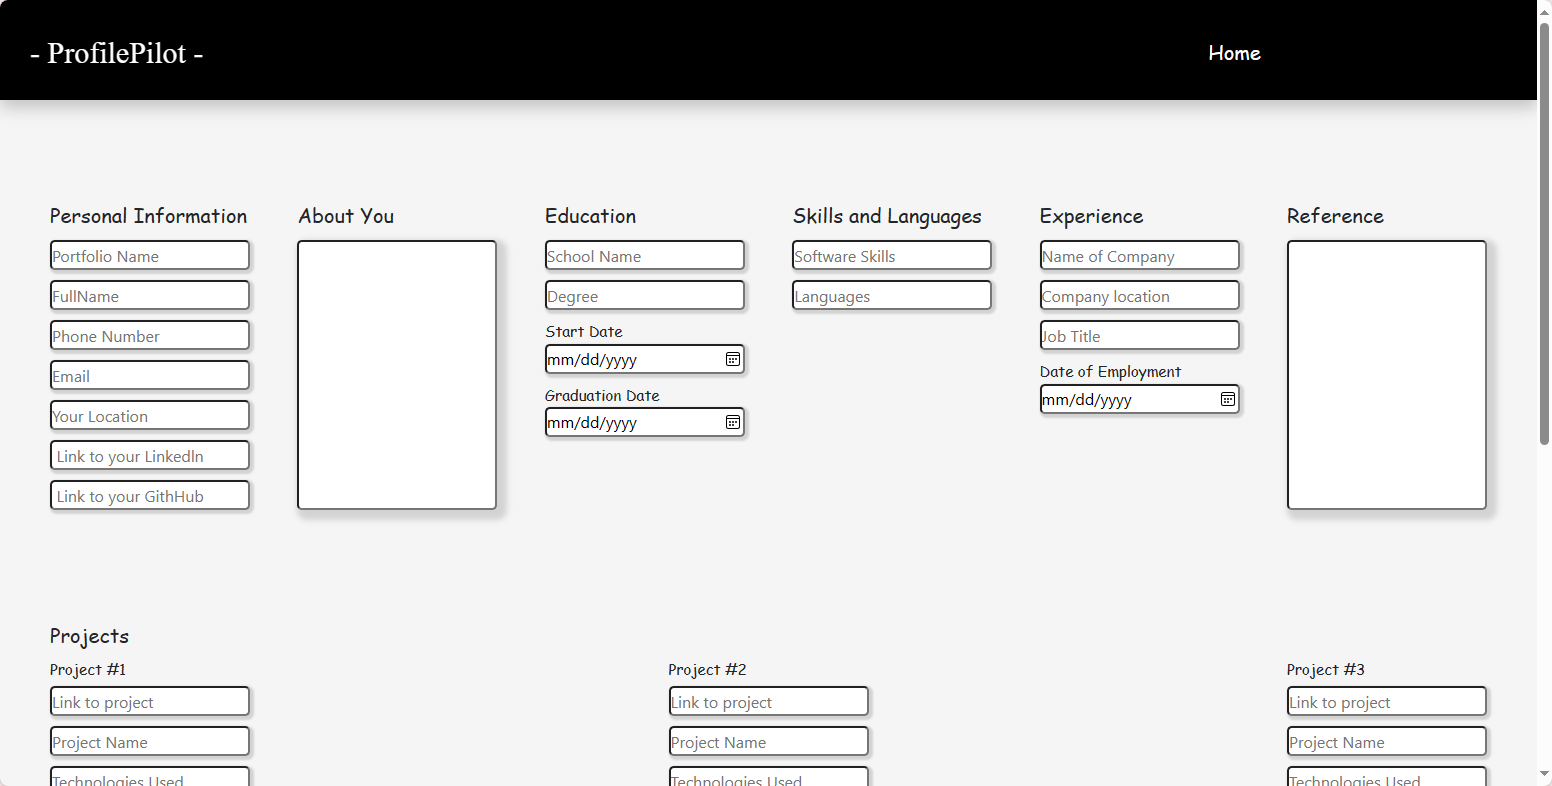 - ProfilePilot -
Home
Personal Information
Portfolio Name
FullName
Phone Number
Email
Your Location
Link to your LinkedIn
Link to your GithHub
About You
Education
School Name
Degree
Start Date
mm/dd/yyyy
Graduation Date
mm/dd/yyyy
Skills and Languages
Software Skills
Languages
Experience
Name of Company
Company location
Job Title
Date of Employment
mm/dd/yyyy
Reference
Projects
Project #1
Link to project
Project Name
Technologies Used
Project #2
Link to project
Project Name
Technologies Used
Project #3
Link to project
Project Name
Technologies Used